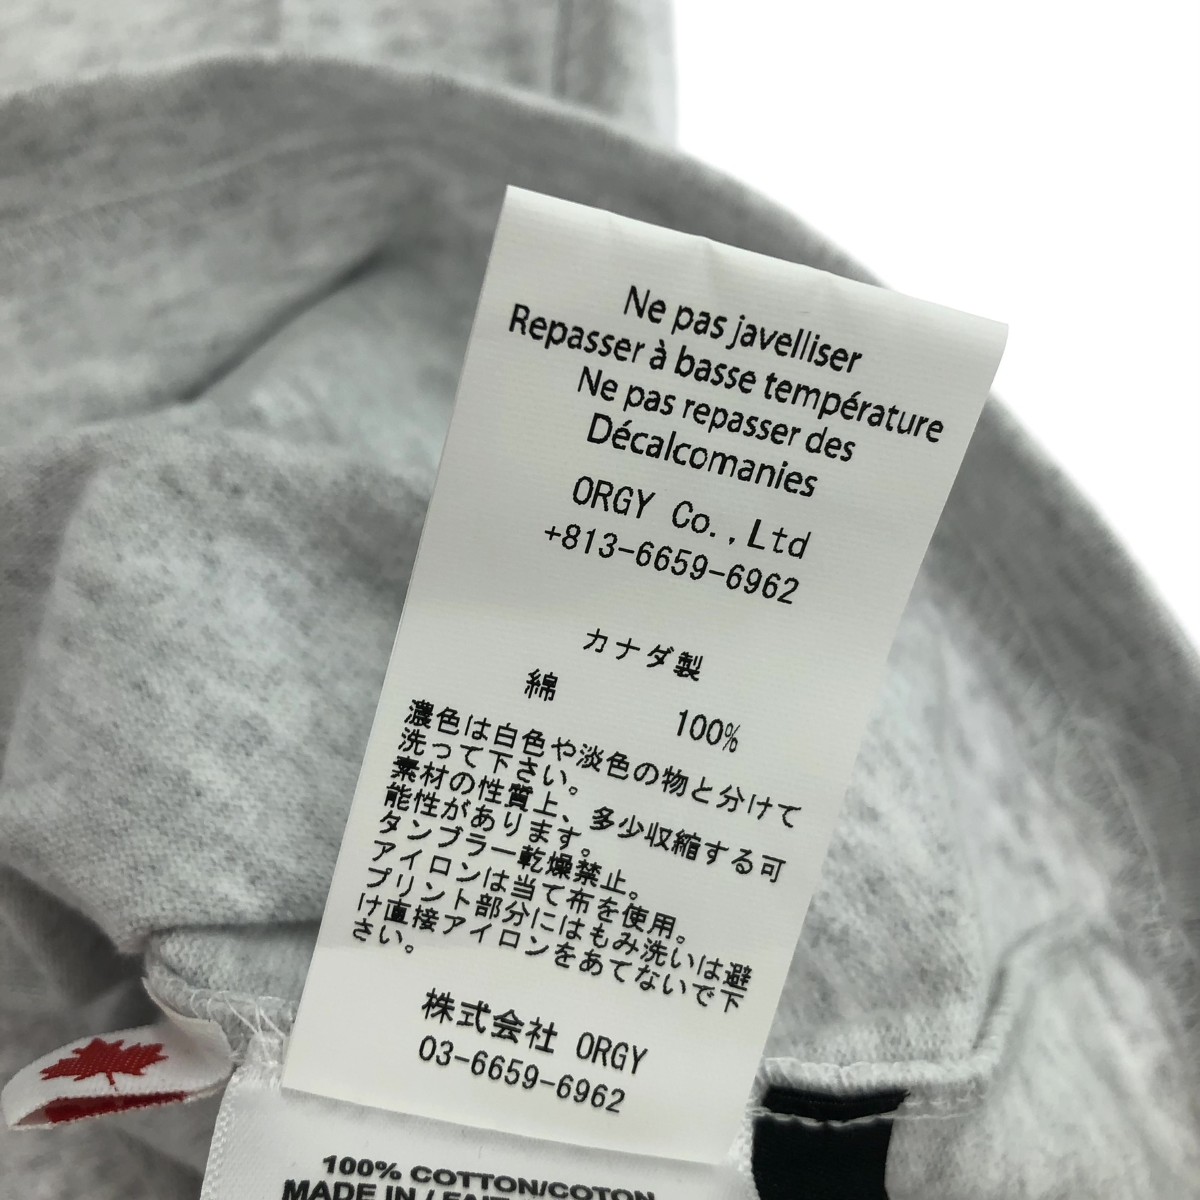 Ne pas javelliser
Repasser à basse température
Ne pas repasser des
Décalcomanies
ORGY Co., Ltd
+813-6659-6962
カナダ製
綿 100%
濃色は白色や淡色の物と分けて
洗って下さい。
素材の性質上、多少収縮する可
能性があります。
タンブラー乾燥禁止。
アイロンは当て布を使用。
プリント部分にはもみ洗いは避
け直接アイロンをあてないで下
さい。
株式会社 ORGY
03-6659-6962
100% COTTON/COTON
MADE IN /